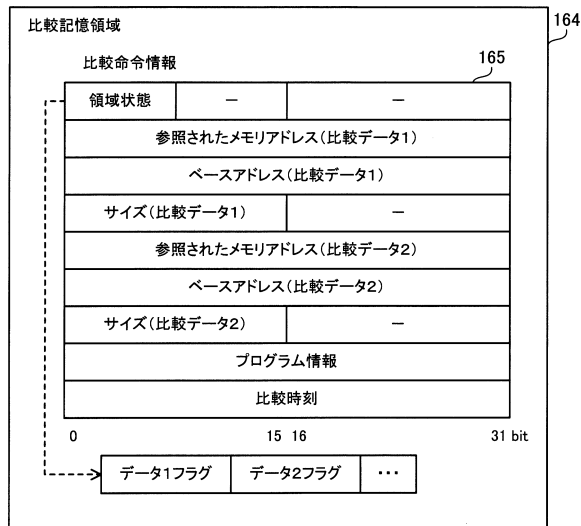 比較記憶領域
164
比較命令情報
165
領域状態 － －
参照されたメモリアドレス(比較データ1)
ベースアドレス(比較データ1)
サイズ(比較データ1) －
参照されたメモリアドレス(比較データ2)
ベースアドレス(比較データ2)
サイズ(比較データ2) －
プログラム情報
比較時刻
0 15 16 31 bit
データ1フラグ データ2フラグ ･･･